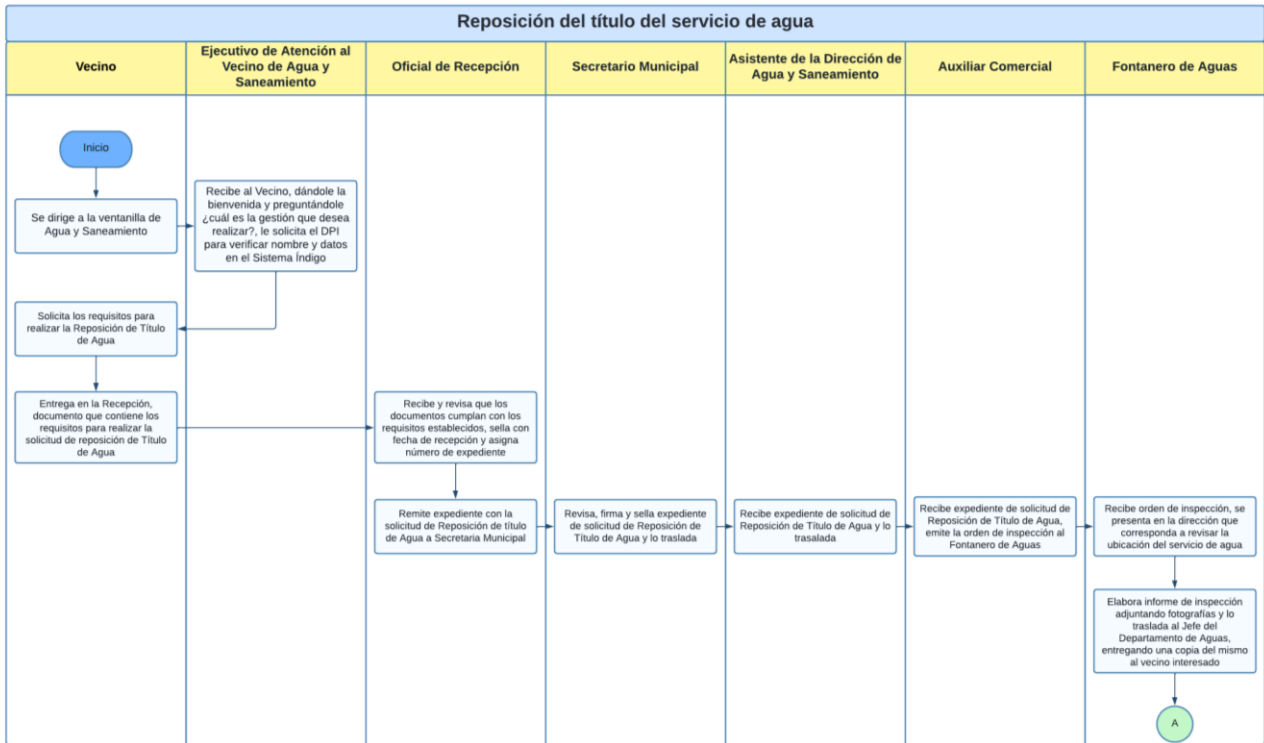 Reposición del título del servicio de agua
Vecino
Ejecutivo de Atención al
Vecino de Agua y
Saneamiento
Oficial de Recepción
Secretario Municipal
Asistente de la Dirección de
Agua y Saneamiento
Auxiliar Comercial
Fontanero de Aguas
Inicio
Se dirige a la ventanilla de
Agua y Saneamiento
Recibe al Vecino, dándole la
bienvenida y preguntándole
¿cuál es la gestión que desea
realizar?, le solicita el DPI
para verificar nombre y datos
en el Sistema Índigo
Solicita los requisitos para
realizar la Reposición de Título
de Agua
Entrega en la Recepción,
documento que contiene los
requisitos para realizar la
solicitud de reposición de Título
de Agua
Recibe y revisa que los
documentos cumplan con los
requisitos establecidos, sella con
fecha de recepción y asigna
número de expediente
Remite expediente con la
solicitud de Reposición de título
de Agua a Secretaria Municipal
Revisa, firma y sella expediente
de solicitud de Reposición de
Título de Agua y lo traslada
Recibe expediente de solicitud de
Reposición de Título de Agua y lo
trasalada
Recibe expediente de solicitud de
Reposición de Título de Agua,
emite la orden de inspección al
Fontanero de Aguas
Recibe orden de inspección, se
presenta en la dirección que
corresponda a revisar la
ubicación del servicio de agua
Elabora informe de inspección
adjuntando fotografías y lo
traslada al Jefe del
Departamento de Aguas,
entregando una copia del mismo
al vecino interesado
A